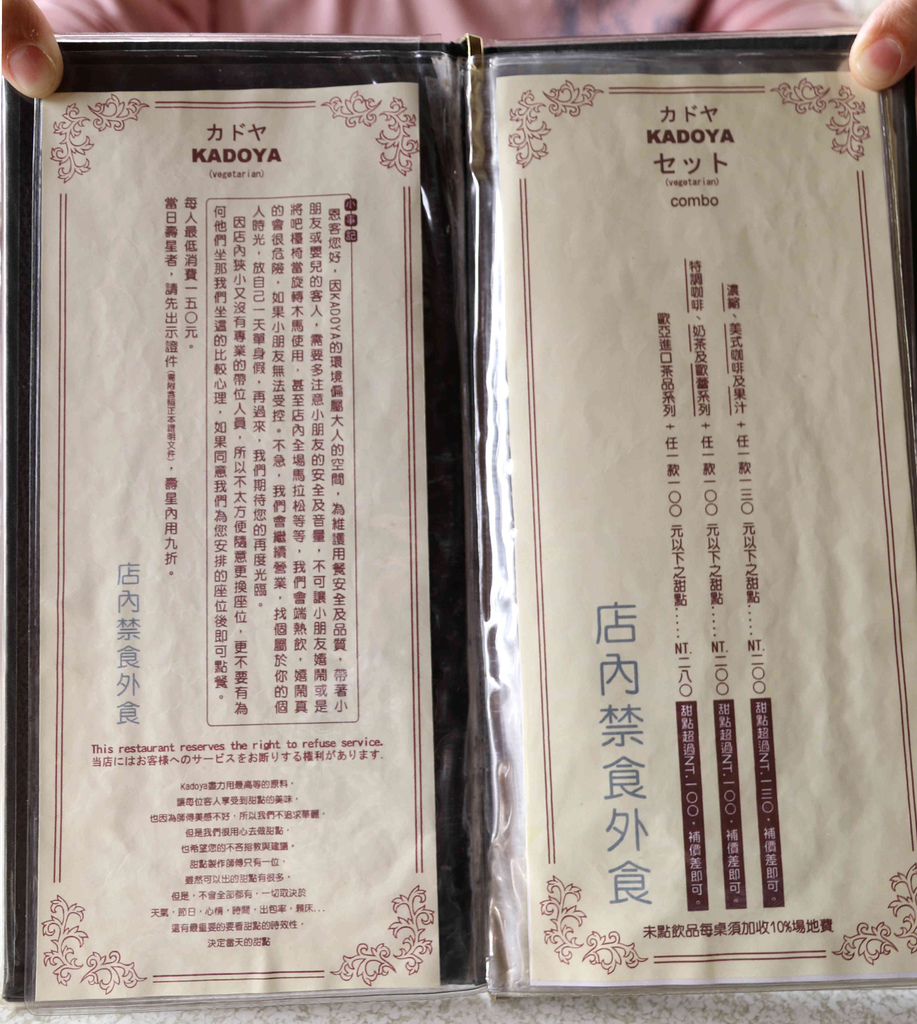 カドヤ
KADOYA
(vegetarian)
小車記
恩客您好，因KADOYA的環境偏屬大人的空間，為維護用餐安全及品質，帶著小
朋友或嬰兒的客人，需要多注意小朋友的安全及音量，不可讓小朋友嬉鬧或是
將吧檯椅當旋轉木馬使用，甚至店內全場馬拉松等等，我們會端熱飲，嬉鬧真
的會很危險，如果小朋友無法受控。不急，我們會繼續營業，找個屬於你的個
人時光，放自己一天單身假，再過來，我們期待您的再度光臨。
因店內狹小又沒有專業的帶位人員，所以不太方便隨意更換座位，更不要有為
何他們坐那我們坐這的比較心理，如果同意我們為您安排的座位後即可點餐。
每人最低消費一五〇元。
當日壽星者，請先出示證件(需附含照正本證明文件)，壽星內用九折。
店內禁食外食
This restaurant reserves the right to refuse service.
当店にはお客様へのサービスをお断りする権利があります.
Kadoya盡力用最高等的原料，
讓每位客人享受到甜點的美味，
也因為師傅美感不好，所以我們不追求華麗，
但是我們很用心去做甜點，
也希望您的不吝指教與建議。
甜點製作師傅只有一位，
雖然可以出的甜點有很多，
但是，不會全部都有，一切取決於
天氣，節日，心情，時間，出包率，賴床...
還有最重要的要看甜點的時效性，
決定當天的甜點
カドヤ
KADOYA
セット
(vegetarian)
combo
濃縮、美式咖啡及果汁 + 任一款一三〇 元以下之甜點..... NT.二〇〇 甜點超過NT.一三〇，補價差即可。
特調咖啡、奶茶及歐蕾系列 + 任一款一〇〇 元以下之甜點..... NT.二〇〇 甜點超過NT.一〇〇，補價差即可。
歐亞進口茶品系列 + 任一款一〇〇 元以下之甜點..... NT.二八〇 甜點超過NT.一〇〇，補價差即可。
店內禁食外食
未點飲品每桌須加收10%場地費